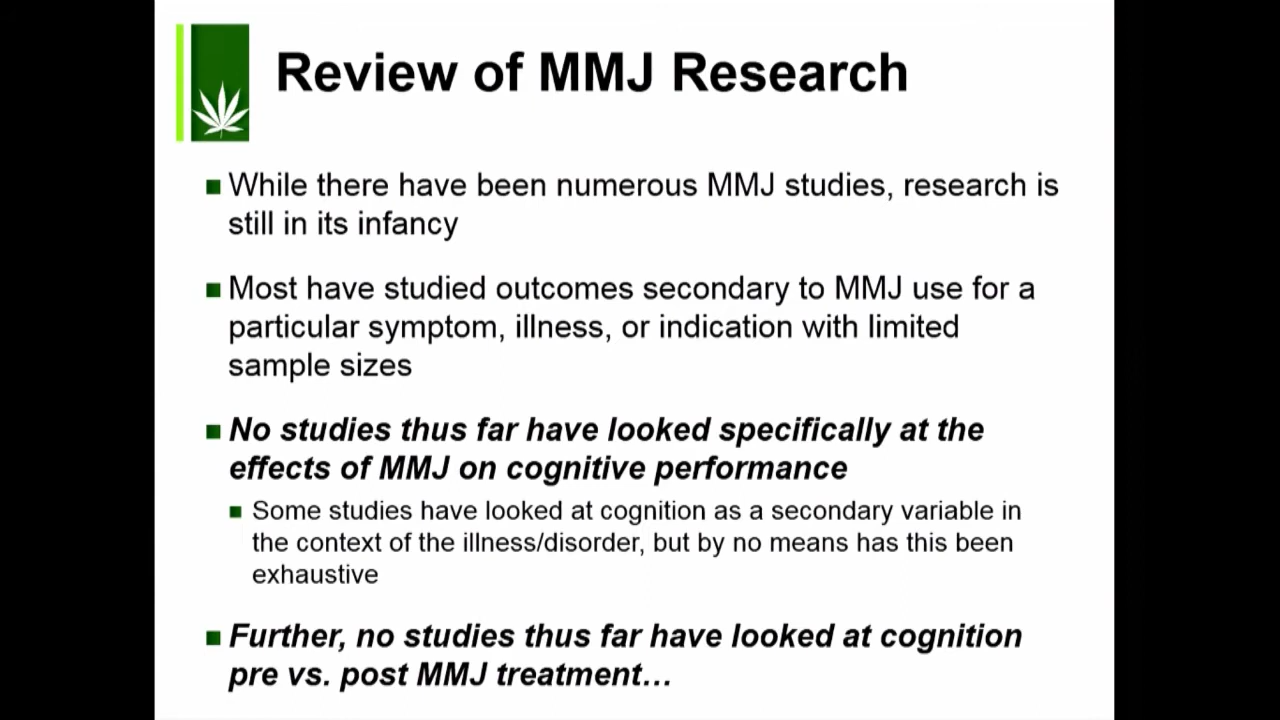 Review of MMJ Research
While there have been numerous MMJ studies, research is
still in its infancy
Most have studied outcomes secondary to MMJ use for a
particular symptom, illness, or indication with limited
sample sizes
No studies thus far have looked specifically at the
effects of MMJ on cognitive performance
Some studies have looked at cognition as a secondary variable in
the context of the illness/disorder, but by no means has this been
exhaustive
Further, no studies thus far have looked at cognition
pre vs. post MMJ treatment…